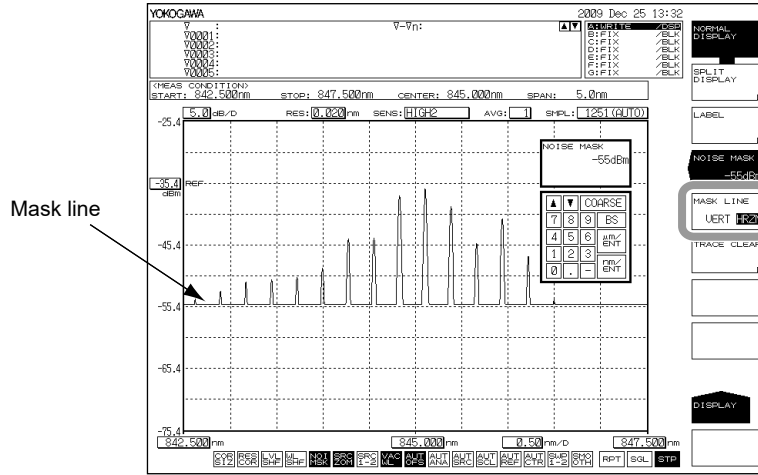 YOKOGAWA
2009 Dec 25 13:32
∇ :
∇0001:
∇0002:
∇0003:
∇0004:
∇0005:
∇-∇n:
▲▼
A:WRITE /DSP
B:FIX /BLK
C:FIX /BLK
D:FIX /BLK
E:FIX /BLK
F:FIX /BLK
G:FIX /BLK
<MEAS CONDITION>
START: 842.500nm STOP: 847.500nm CENTER: 845.000nm SPAN: 5.0nm
5.0 dB/D RES: 0.020 nm SENS: HIGH2 AVG: 1 SMPL: 1251(AUTO)
-25.4
-35.4 REF
dBm
-45.4
-55.4
-65.4
-75.4
Mask line
NOISE MASK
-55dBm
▲ ▼ COARSE
7 8 9 BS
4 5 6 μm/ENT
1 2 3 nm/ENT
0 . -
842.500 nm 845.000 nm 0.50 nm/D 847.500 nm
COR SIZ
RES COR
LVL SHF
WL SHF
NOI MSK
SRC ZOM
SRC 1-2
VAC WL
AUT OFS
AUT ANA
AUT SRC
AUT SCL
AUT REF
AUT CTR
SWP 1-2
SMO OTH
RPT
SGL
STP
NORMAL
DISPLAY
SPLIT
DISPLAY
LABEL
NOISE MASK
-55dBm
MASK LINE
VERT HRZN
TRACE CLEAR
DISPLAY